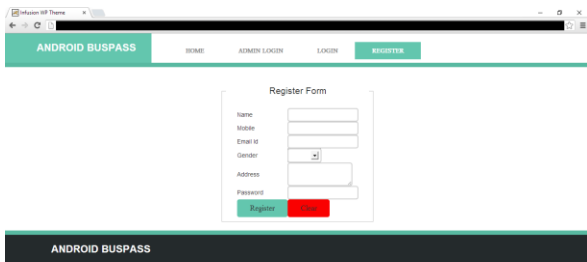 Infusion WP Theme
ANDROID BUSPASS HOME ADMIN LOGIN LOGIN REGISTER
Register Form
Name
Mobile
Email Id
Gender
Address
Password
Register Clear
ANDROID BUSPASS